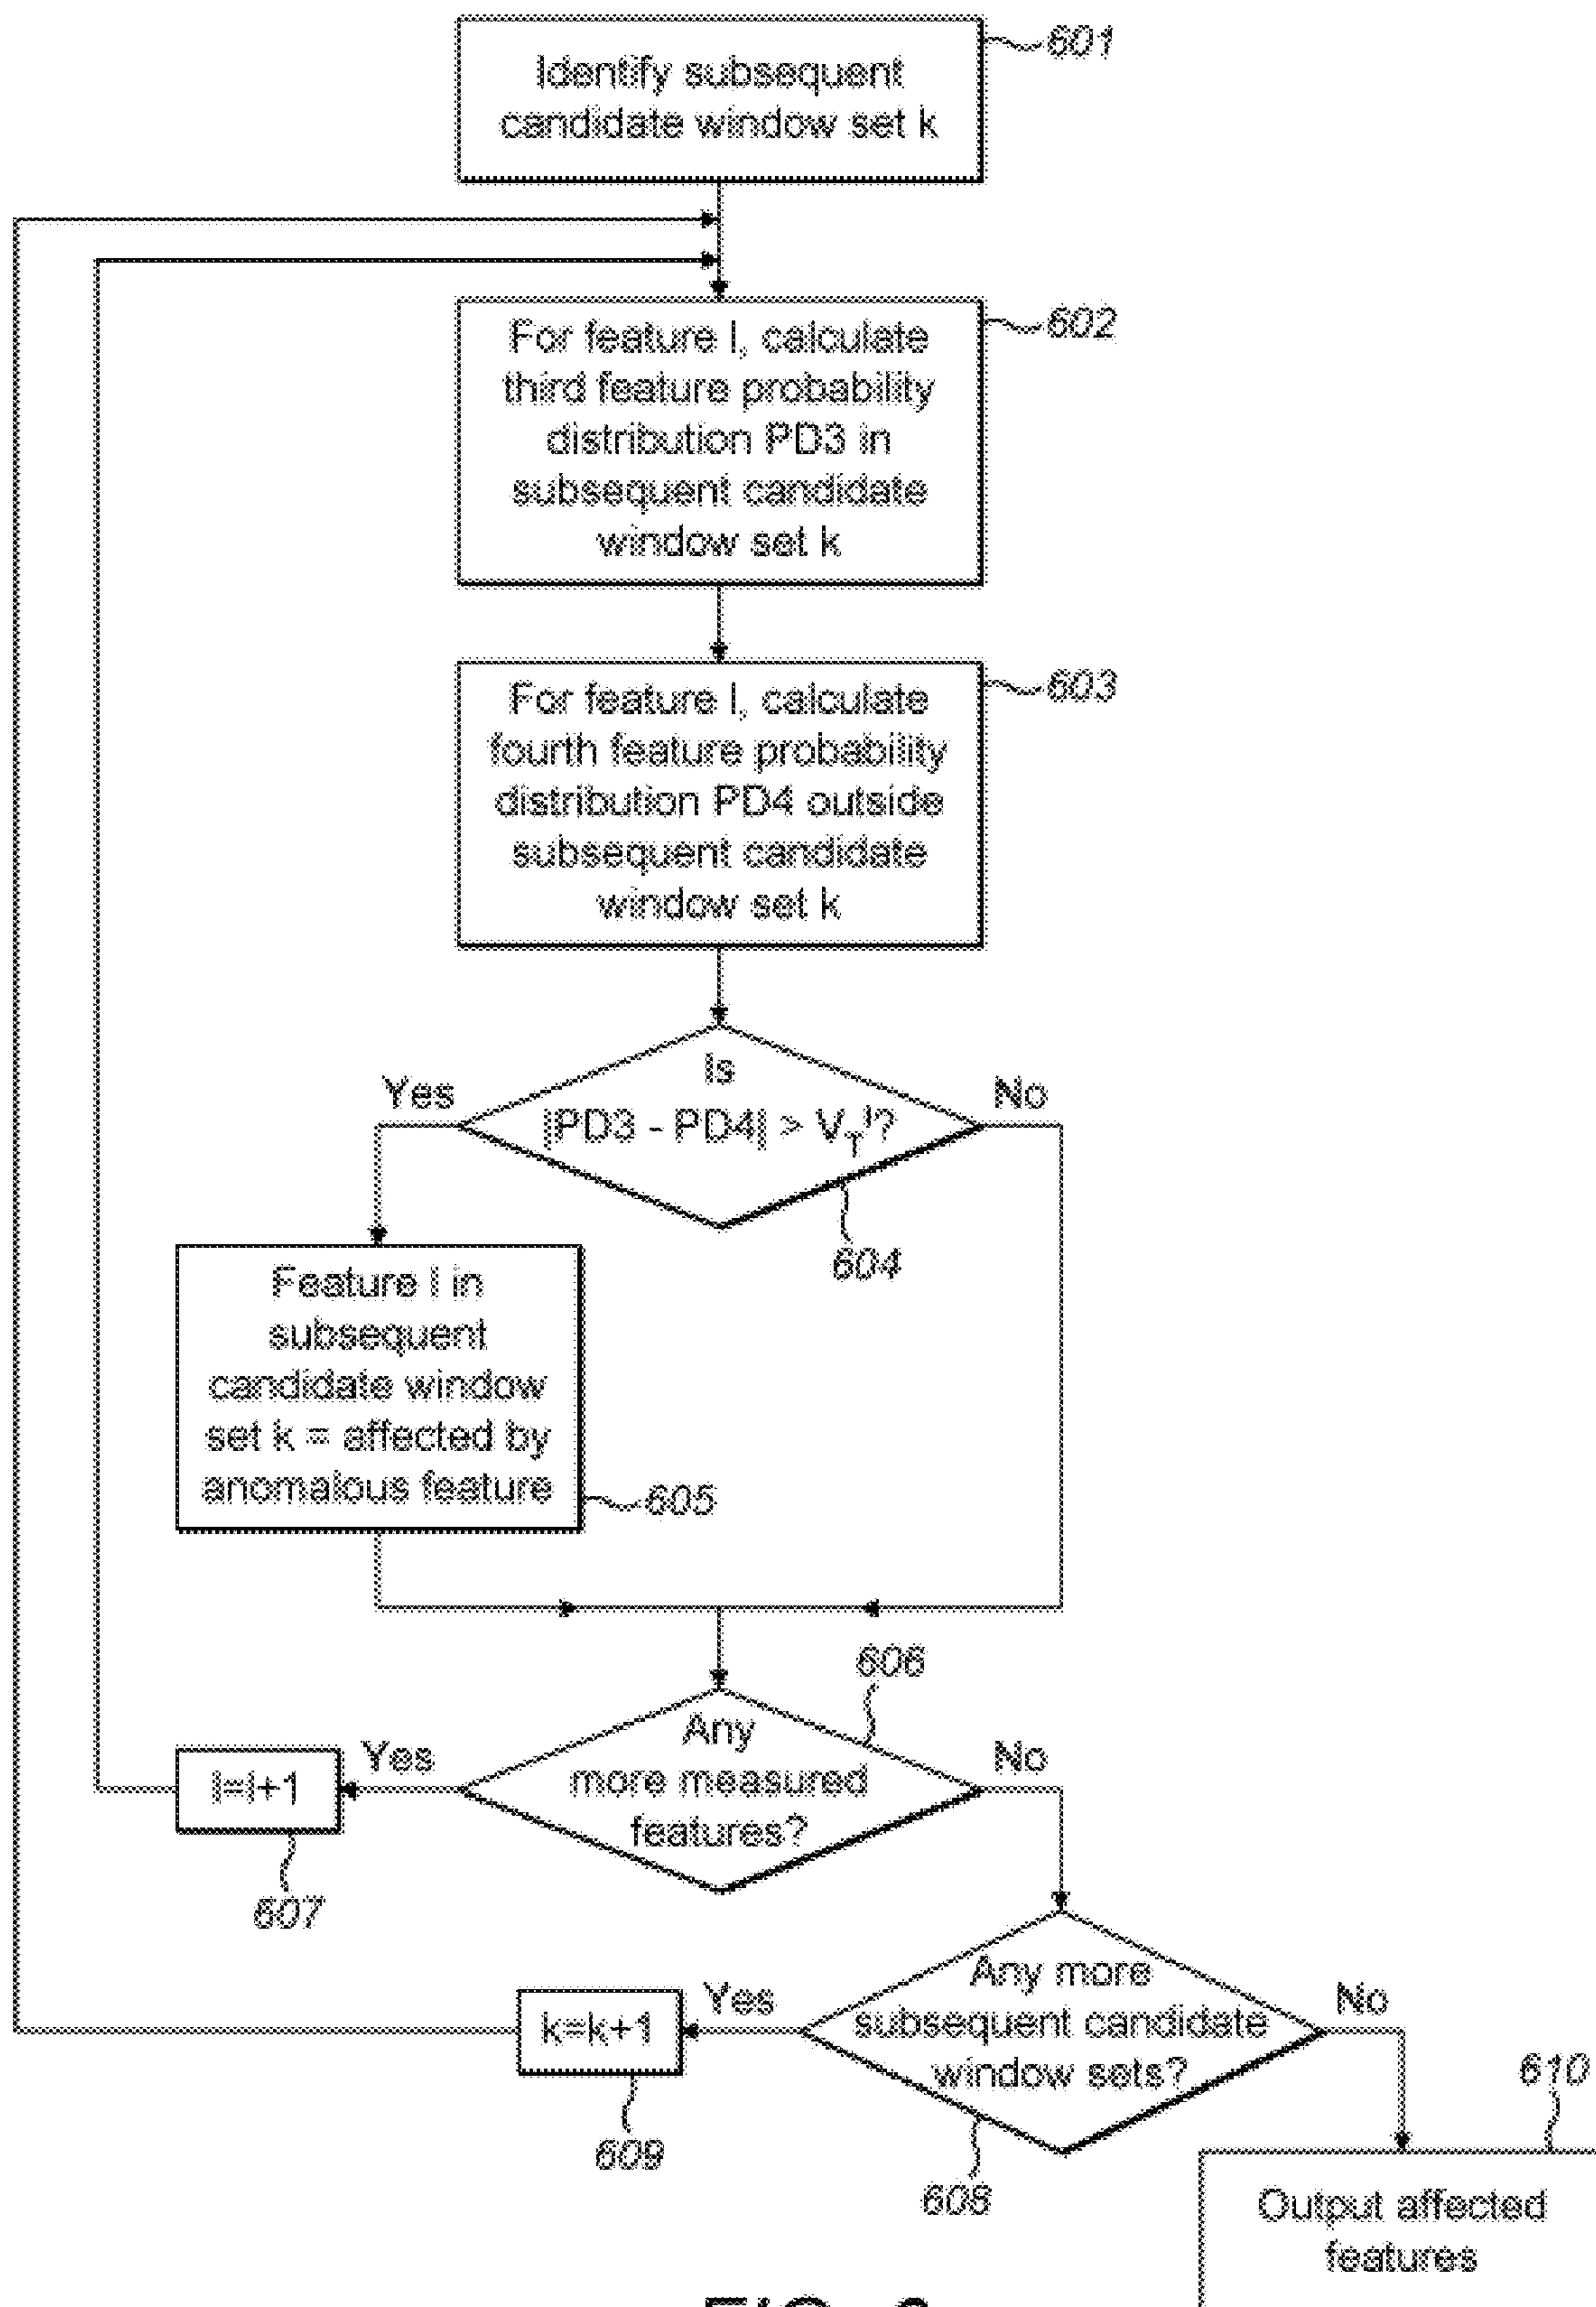 601
Identify subsequent
candidate window set k
602
For feature l, calculate
third feature probability
distribution PD3 in
subsequent candidate
window set k
603
For feature l, calculate
fourth feature probability
distribution PD4 outside
subsequent candidate
window set k
Yes
Is
No
|PD3 - PD4| > V_T^l?
604
Feature l in
subsequent
candidate window
set k = affected by
anomalous feature
605
606
Any
more measured
features?
Yes
No
l=l+1
607
Any more
subsequent candidate
window sets?
Yes
No
k=k+1
609
608
610
Output affected
features